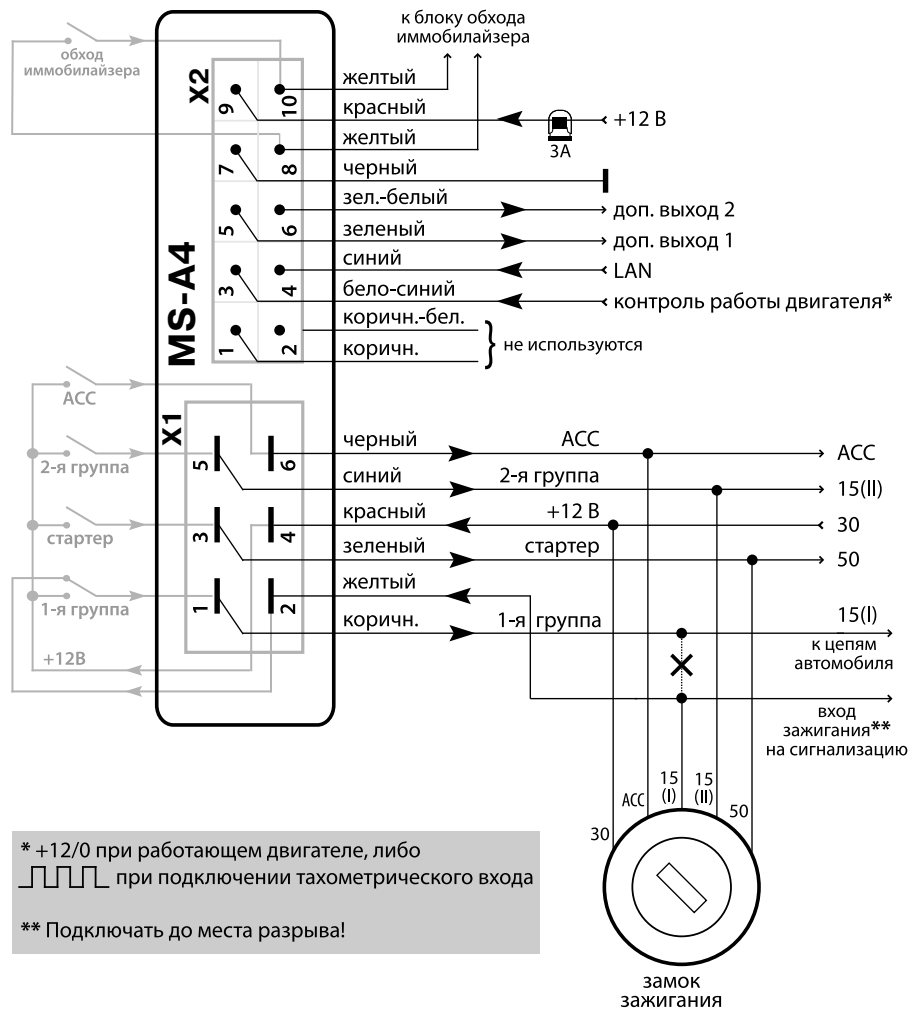 к блоку обхода
иммобилайзера
обход
иммобилайзера
X2
MS-A4
9 10
желтый
красный
+12 В
3А
7 8
желтый
черный
5 6
зел.-белый
доп. выход 2
зеленый
доп. выход 1
3 4
синий
LAN
бело-синий
контроль работы двигателя*
1 2
коричн.-бел.
коричн.
не используются
ACC
X1
2-я группа
стартер
1-я группа
+12В
5 6
черный ACC ACC
синий 2-я группа 15(II)
3 4
красный +12 В 30
зеленый стартер 50
1 2
желтый
коричн. 1-я группа 15(I)
к цепям
автомобиля
вход
зажигания**
на сигнализацию
30 ACC 15 (I) 15 (II) 50
замок
зажигания
* +12/0 при работающем двигателе, либо
при подключении тахометрического входа
** Подключать до места разрыва!